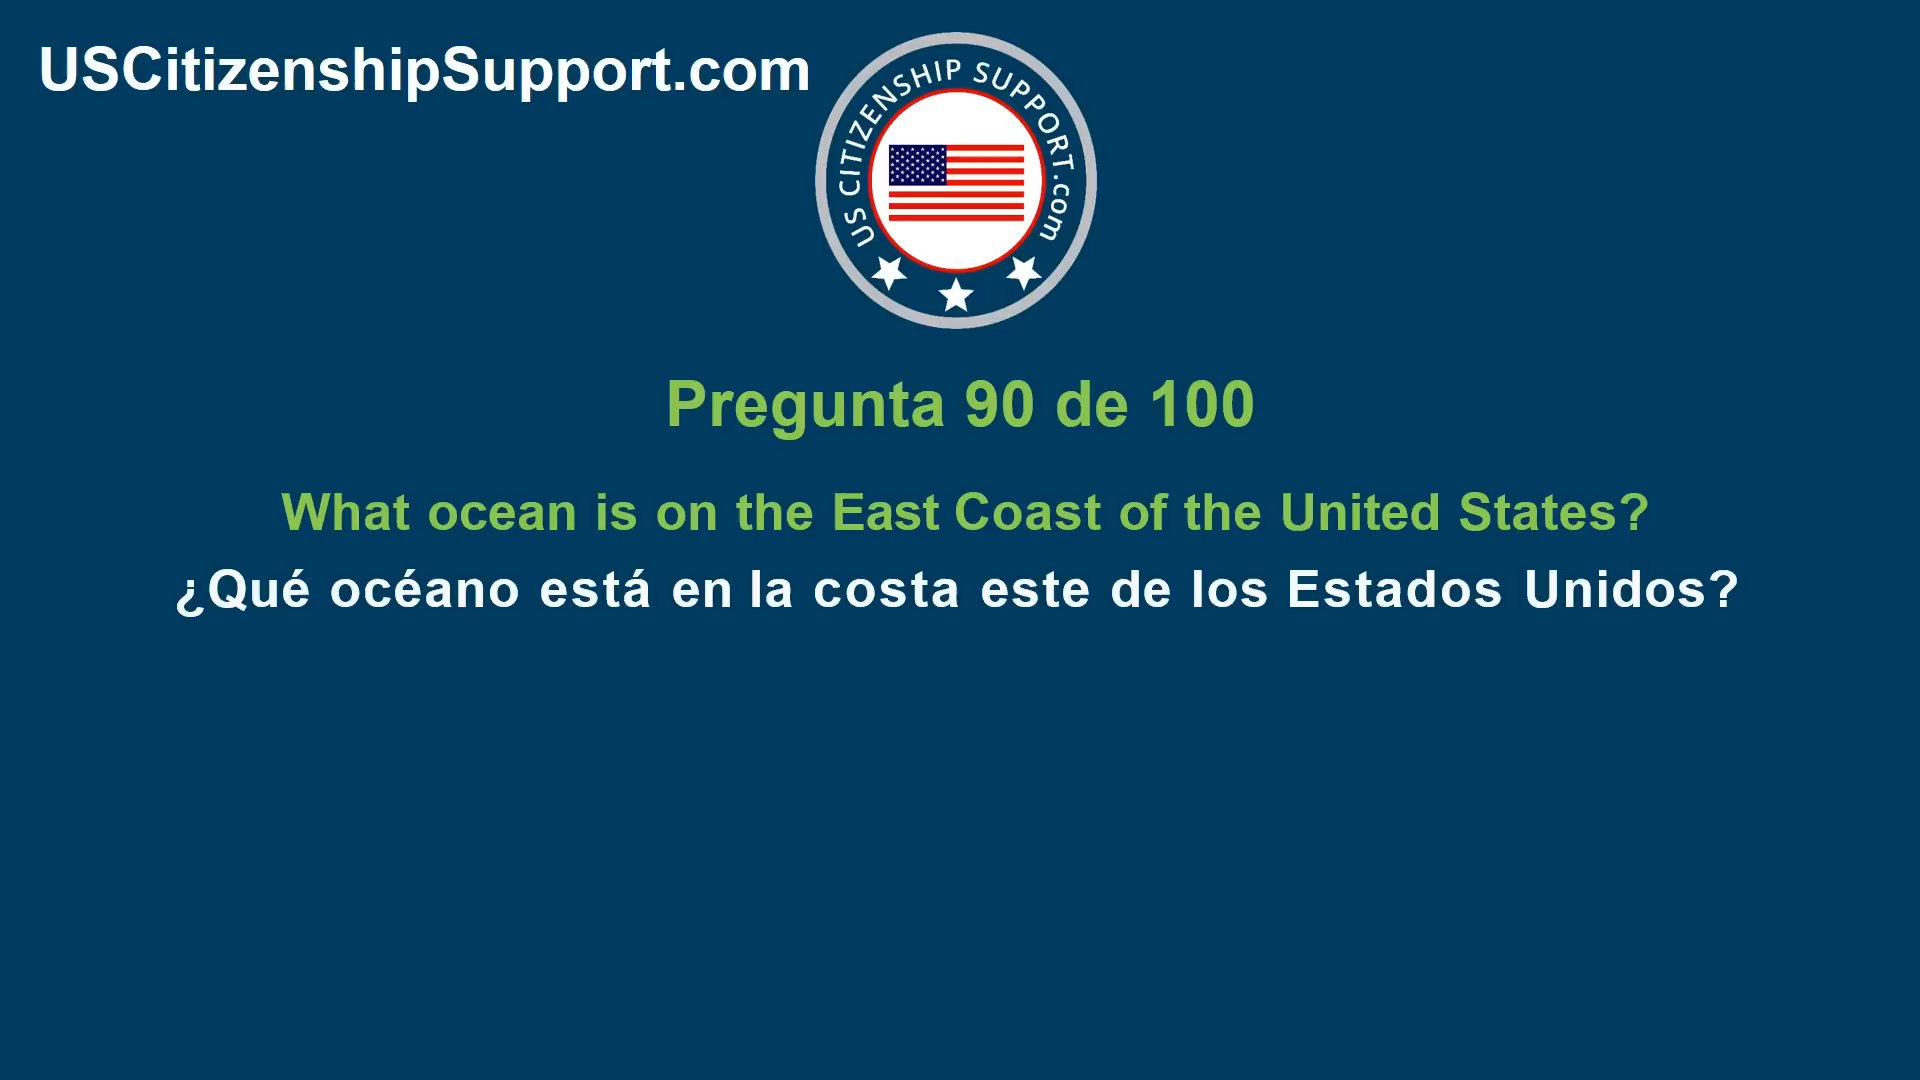 USCitizenshipSupport.com
US CITIZENSHIP SUPPORT.com
Pregunta 90 de 100
What ocean is on the East Coast of the United States?
¿Qué océano está en la costa este de los Estados Unidos?